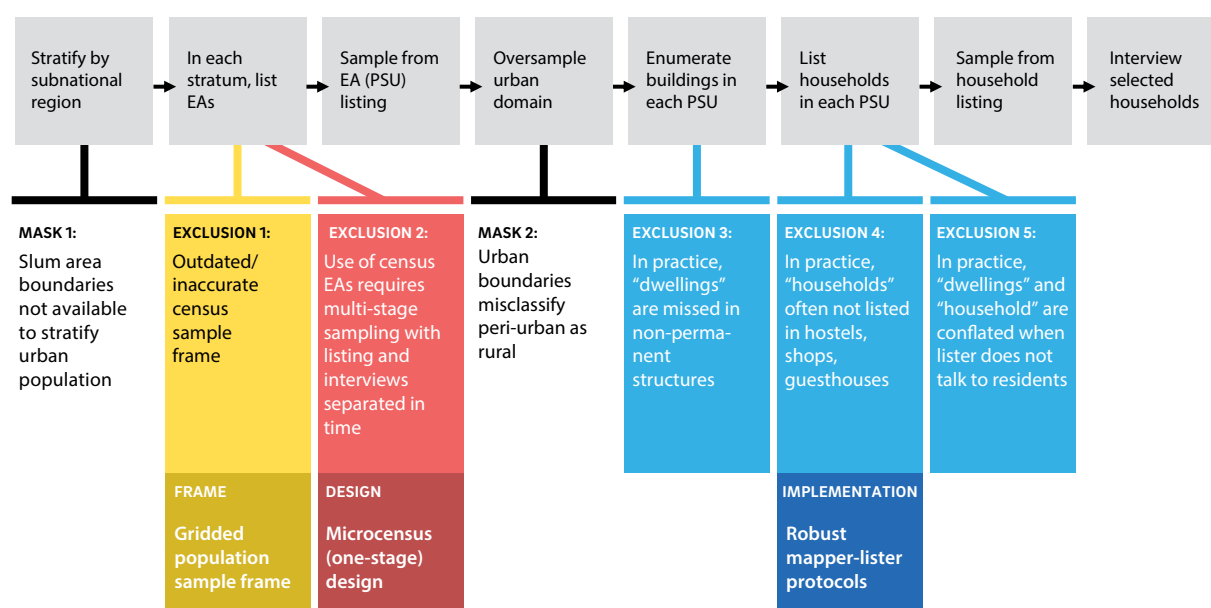 Stratify by
subnational
region
In each
stratum, list
EAs
Sample from
EA (PSU)
listing
Oversample
urban
domain
Enumerate
buildings in
each PSU
List
households
in each PSU
Sample from
household
listing
Interview
selected
households
MASK 1:
Slum area
boundaries
not available
to stratify
urban
population
EXCLUSION 1:
Outdated/
inaccurate
census
sample
frame
EXCLUSION 2:
Use of census
EAs requires
multi-stage
sampling with
listing and
interviews
separated in
time
MASK 2:
Urban
boundaries
misclassify
peri-urban as
rural
EXCLUSION 3:
In practice,
“dwellings”
are missed in
non-perma-
nent
structures
EXCLUSION 4:
In practice,
“households”
often not listed
in hostels,
shops,
guesthouses
EXCLUSION 5:
In practice,
“dwellings” and
“household” are
conflated when
lister does not
talk to residents
FRAME
Gridded
population
sample frame
DESIGN
Microcensus
(one-stage)
design
IMPLEMENTATION
Robust
mapper-lister
protocols